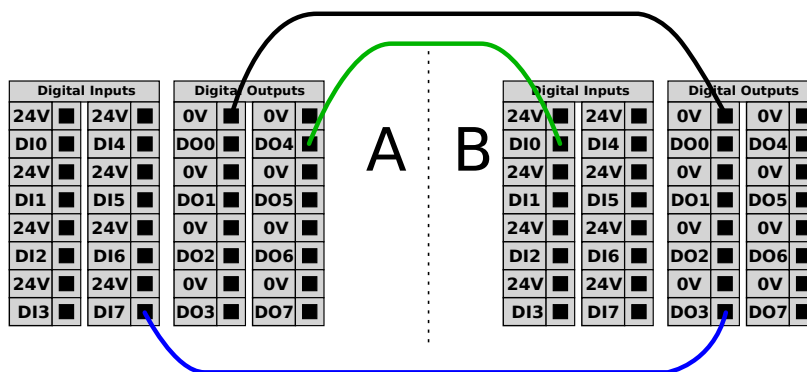 Digital Inputs Digital Outputs Digital Inputs Digital Outputs
24V 24V 0V 0V 24V 24V 0V 0V
DI0 DI4 DO0 DO4 A B DI0 DI4 DO0 DO4
24V 24V 0V 0V 24V 24V 0V 0V
DI1 DI5 DO1 DO5 DI1 DI5 DO1 DO5
24V 24V 0V 0V 24V 24V 0V 0V
DI2 DI6 DO2 DO6 DI2 DI6 DO2 DO6
24V 24V 0V 0V 24V 24V 0V 0V
DI3 DI7 DO3 DO7 DI3 DI7 DO3 DO7